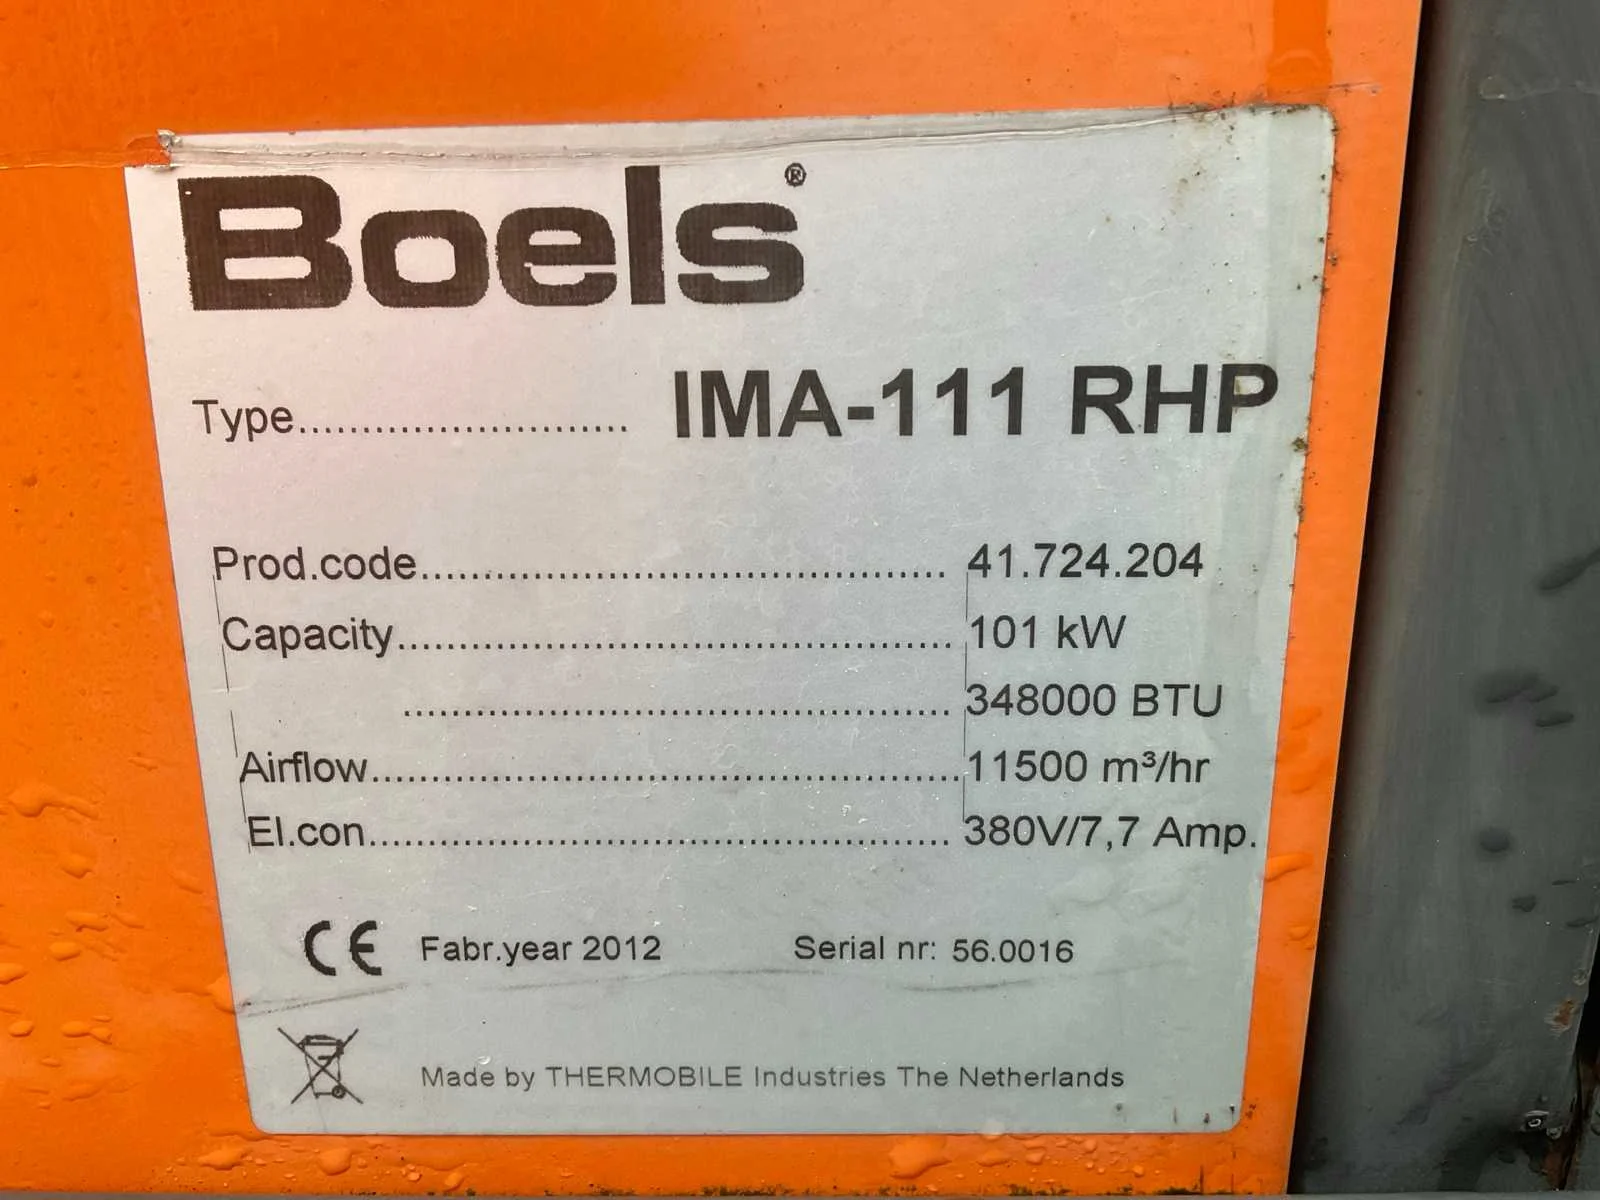 Boels®
Type.......................... IMA-111 RHP
Prod.code................................. 41.724.204
Capacity................................... 101 kW
................................... 348000 BTU
Airflow..................................... 11500 m³/hr
El.con..................................... 380V/7,7 Amp.
CE Fabr.year 2012 Serial nr: 56.0016
Made by THERMOBILE Industries The Netherlands